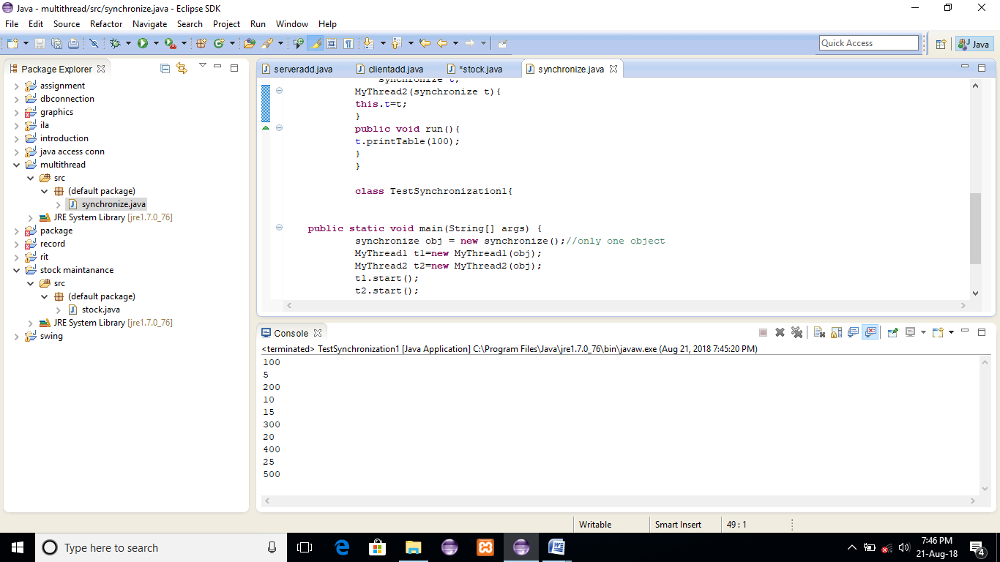 Java - multithread/src/synchronize.java - Eclipse SDK
File Edit Source Refactor Navigate Search Project Run Window Help
Quick Access
Java
Package Explorer
assignment
dbconnection
graphics
ila
introduction
java access conn
multithread
src
(default package)
synchronize.java
JRE System Library [jre1.7.0_76]
package
record
rit
stock maintanance
src
(default package)
stock.java
JRE System Library [jre1.7.0_76]
swing
serveradd.java clientadd.java *stock.java synchronize.java
synchronize t;
MyThread2(synchronize t){
this.t=t;
}
public void run(){
t.printTable(100);
}
}
class TestSynchronization1{
public static void main(String[] args) {
synchronize obj = new synchronize();//only one object
MyThread1 t1=new MyThread1(obj);
MyThread2 t2=new MyThread2(obj);
t1.start();
t2.start();
Console
<terminated> TestSynchronization1 [Java Application] C:\Program Files\Java\jre1.7.0_76\bin\javaw.exe (Aug 21, 2018 7:45:20 PM)
100
5
200
10
15
300
20
400
25
500
Writable Smart Insert 49 : 1
Type here to search
7:46 PM
21-Aug-18
4